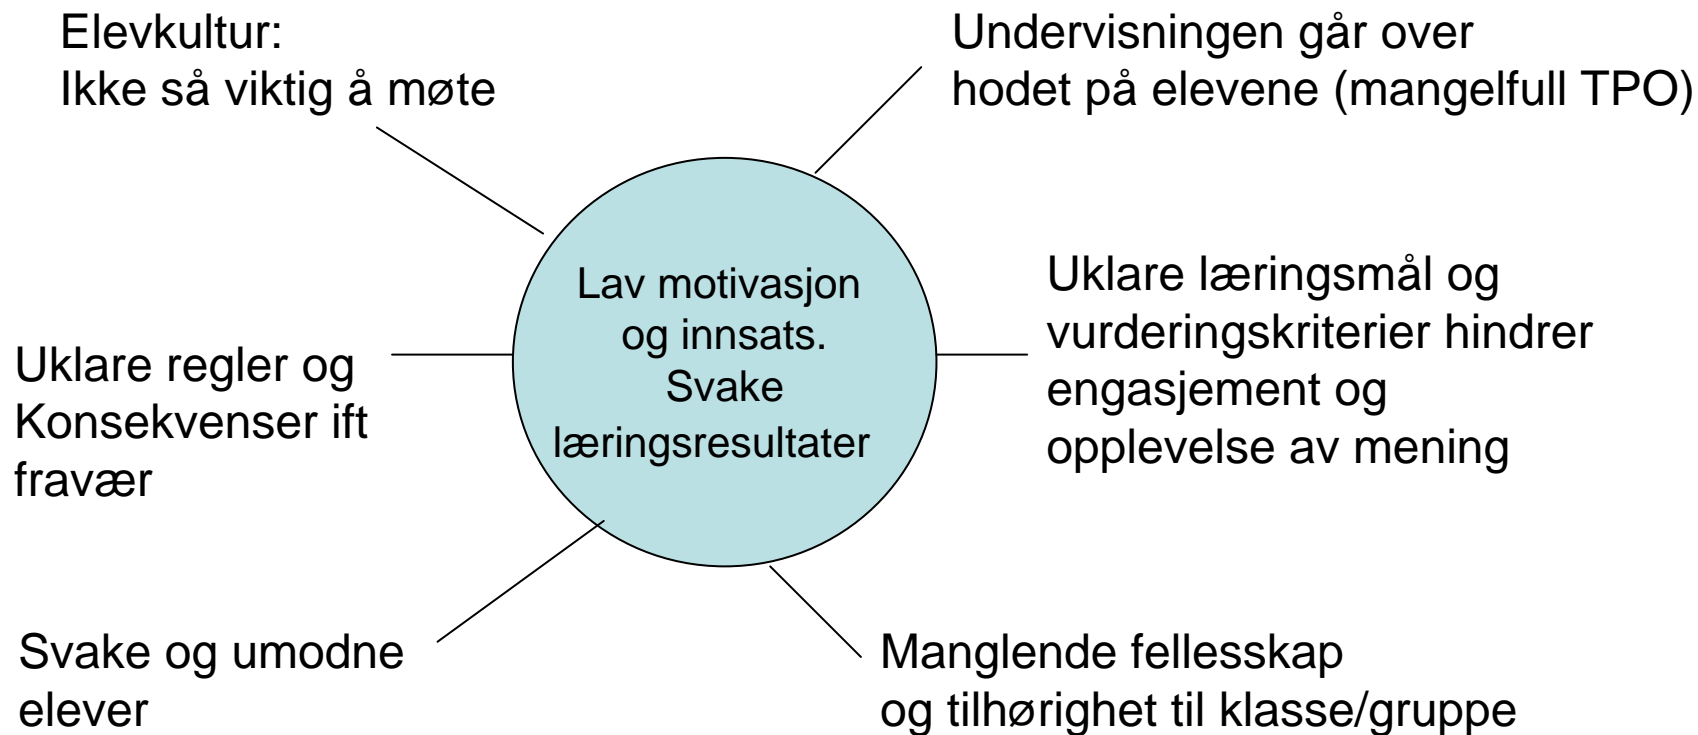 Elevkultur:
Ikke så viktig å møte
Undervisningen går over
hodet på elevene (mangelfull TPO)
Lav motivasjon
og innsats.
Svake
læringsresultater
Uklare læringsmål og
vurderingskriterier hindrer
engasjement og
opplevelse av mening
Uklare regler og
Konsekvenser ift
fravær
Svake og umodne
elever
Manglende fellesskap
og tilhørighet til klasse/gruppe